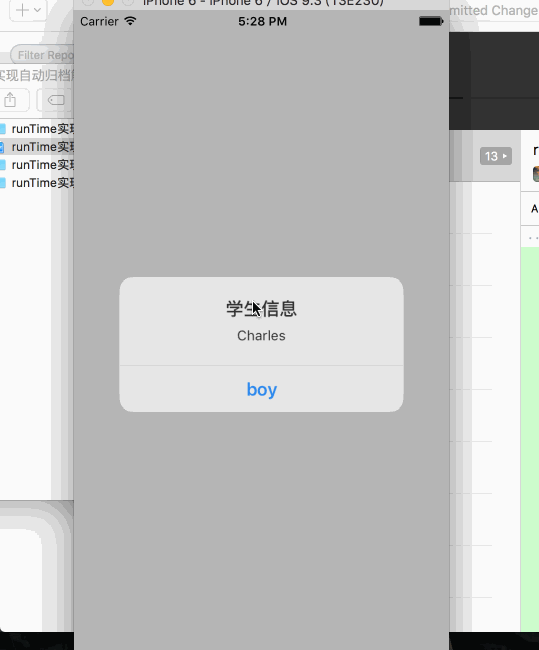 iPhone 6 - iPhone 6 / iOS 9.3 (13E230)
mitted Change
Carrier
5:28 PM
Filter Repo
实现自动归档
runTime实现
runTime实现
runTime实现
runTime实现
13
r
A
学生信息
Charles
boy